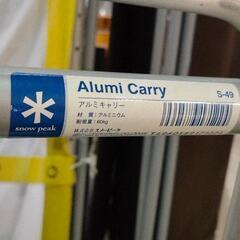 Alumi Carry
S-49
アルミキャリー
材 質：アルミニウム
耐荷重：60kg
snow peak